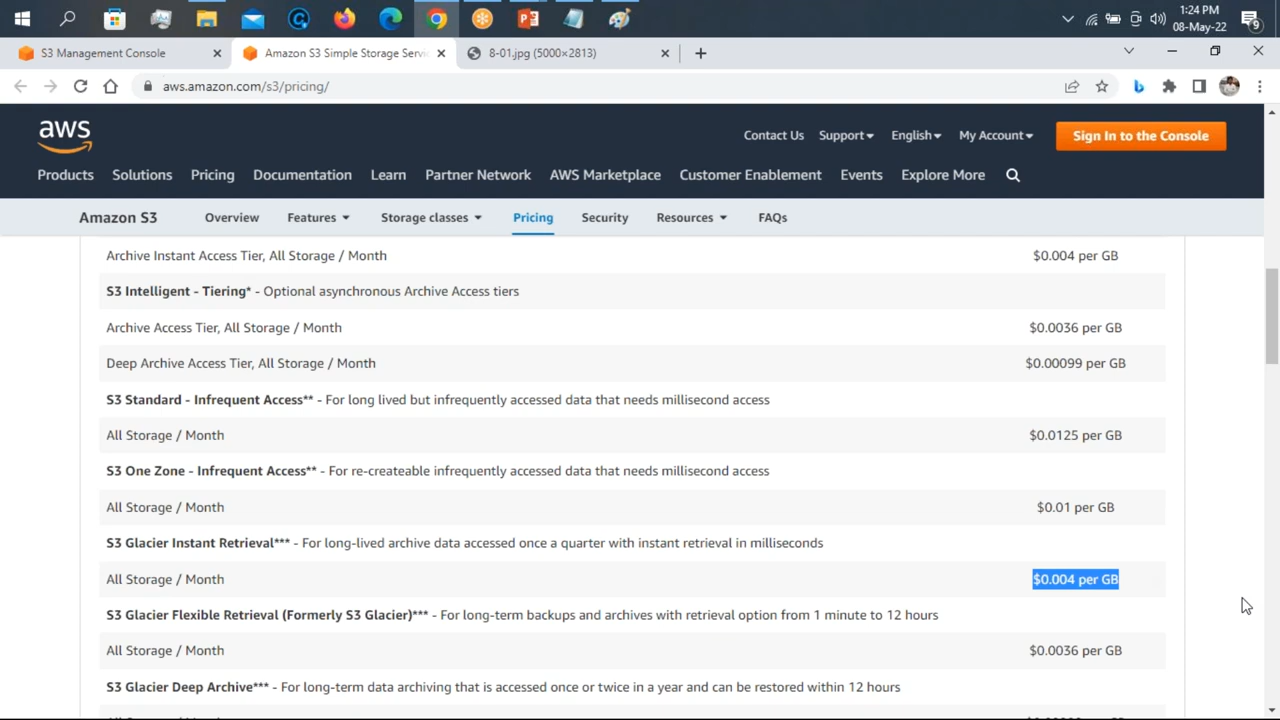 1:24 PM
08-May-22
9
S3 Management Console
Amazon S3 Simple Storage Servi
8-01.jpg (5000×2813)
aws.amazon.com/s3/pricing/
aws
Contact Us Support English My Account Sign In to the Console
Products Solutions Pricing Documentation Learn Partner Network AWS Marketplace Customer Enablement Events Explore More
Amazon S3 Overview Features Storage classes Pricing Security Resources FAQs
Archive Instant Access Tier, All Storage / Month $0.004 per GB
S3 Intelligent - Tiering* - Optional asynchronous Archive Access tiers
Archive Access Tier, All Storage / Month $0.0036 per GB
Deep Archive Access Tier, All Storage / Month $0.00099 per GB
S3 Standard - Infrequent Access** - For long lived but infrequently accessed data that needs millisecond access
All Storage / Month $0.0125 per GB
S3 One Zone - Infrequent Access** - For re-createable infrequently accessed data that needs millisecond access
All Storage / Month $0.01 per GB
S3 Glacier Instant Retrieval*** - For long-lived archive data accessed once a quarter with instant retrieval in milliseconds
All Storage / Month $0.004 per GB
S3 Glacier Flexible Retrieval (Formerly S3 Glacier)*** - For long-term backups and archives with retrieval option from 1 minute to 12 hours
All Storage / Month $0.0036 per GB
S3 Glacier Deep Archive*** - For long-term data archiving that is accessed once or twice in a year and can be restored within 12 hours